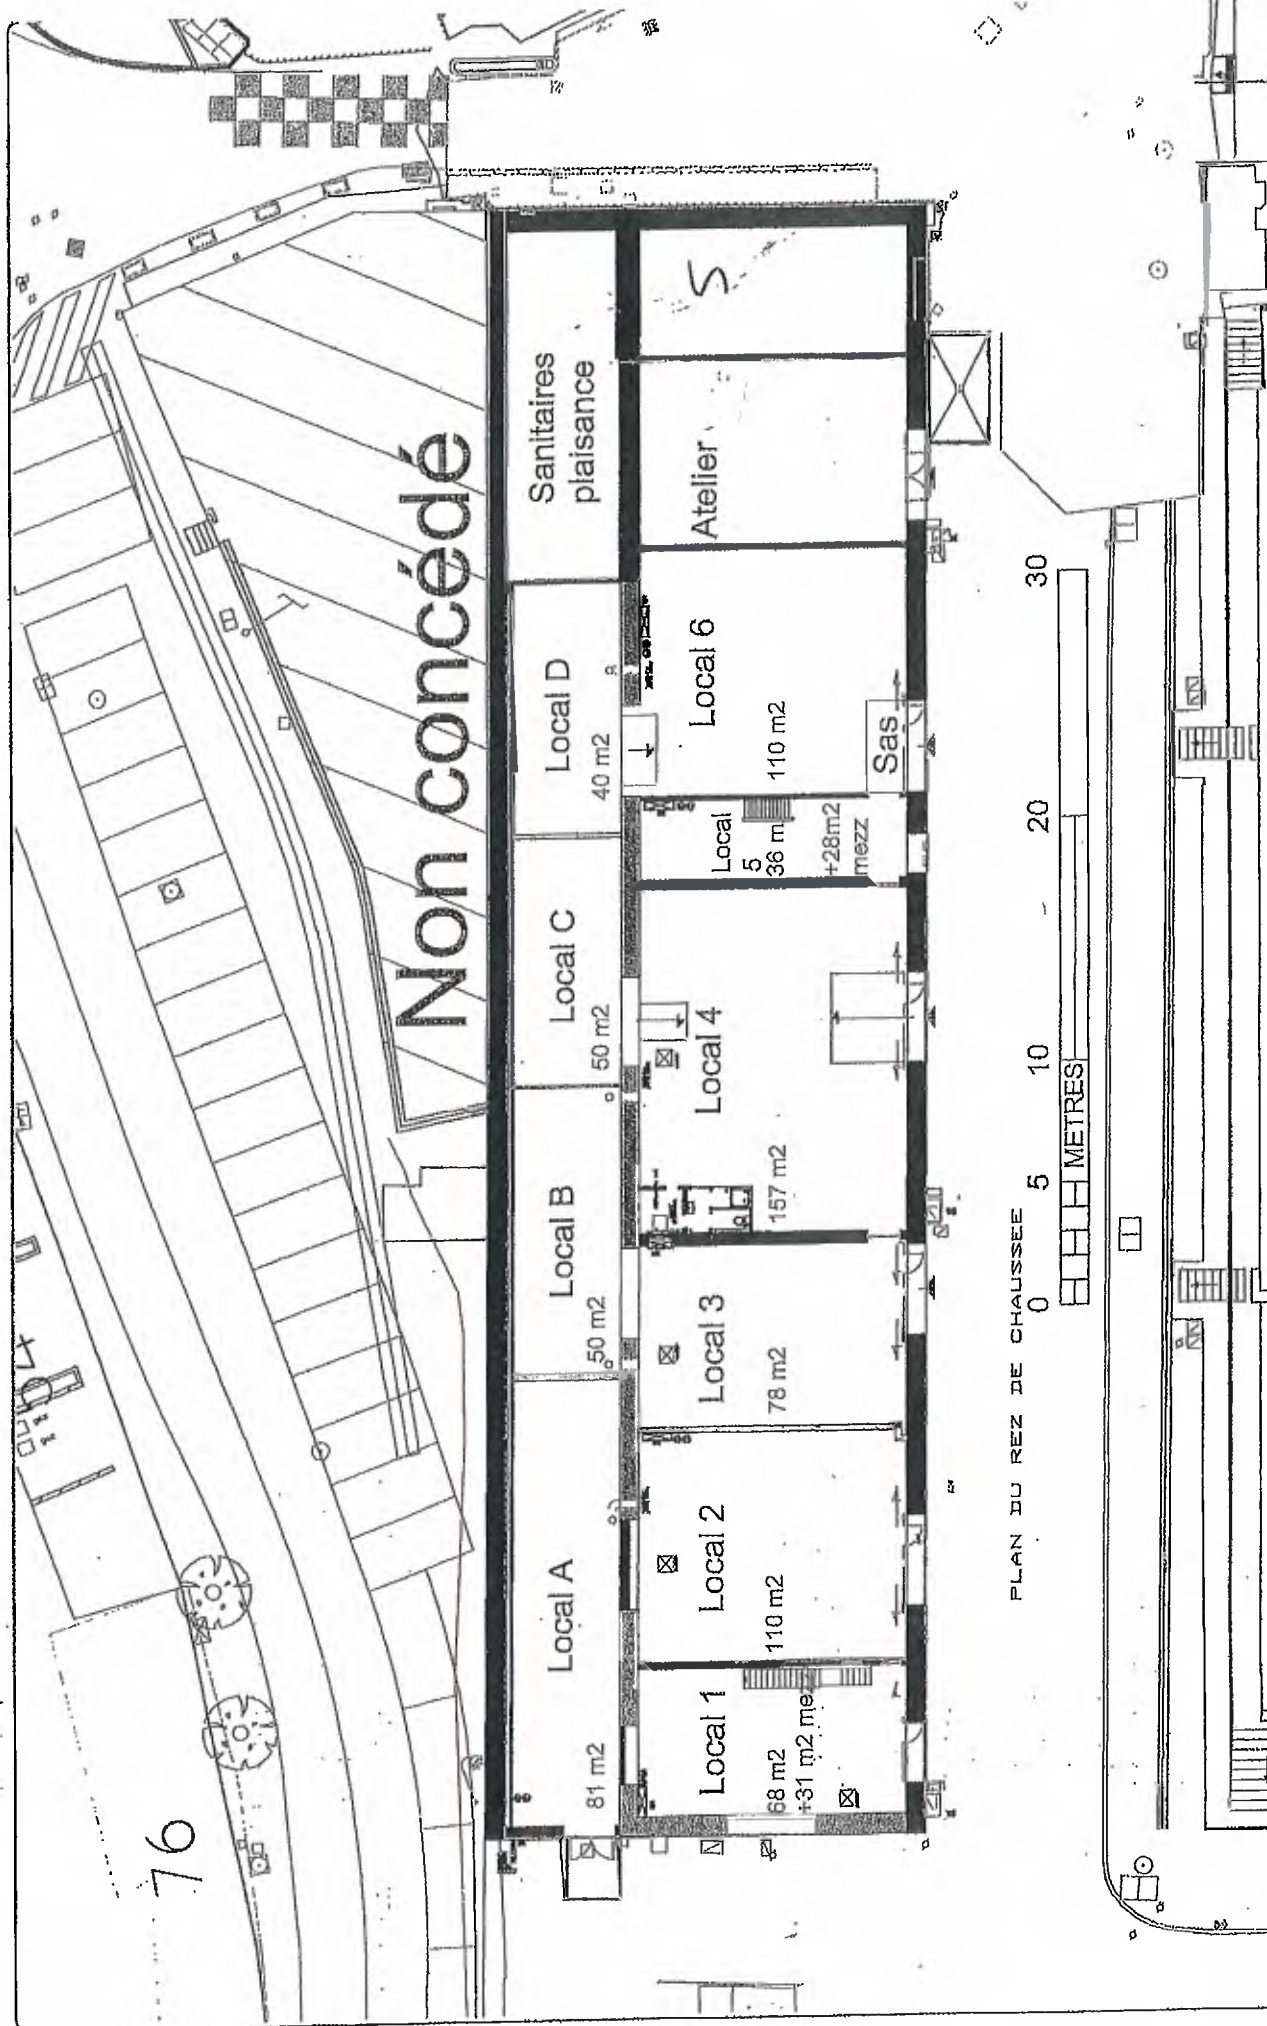 Non concédé
Sanitaires
plaisance
Local D
40 m2
Local C
50 m2
Local B
50 m2
Local A
81 m2
S
Atelier
Local 6
110 m2
Sas
Local
5
36 m
+28m2
mezz
Local 4
157 m2
Local 3
78 m2
Local 2
110 m2
Local 1
68 m2
+31 m2 me
PLAN DU REZ DE CHAUSSEE
0 5 10 20 30
METRES
76